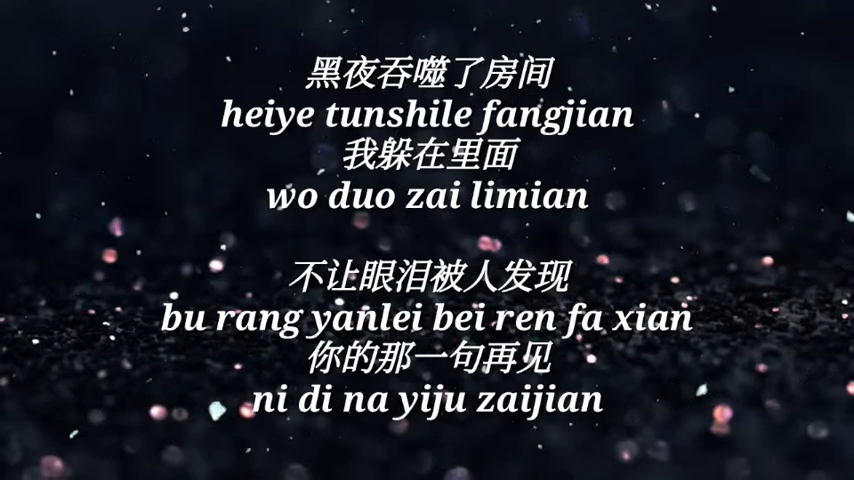 黑夜吞噬了房间
heiye tunshile fangjian
我躲在里面
wo duo zai limian
不让眼泪被人发现
bu rang yanlei bei ren fa xian
你的那一句再见
ni di na yiju zaijian